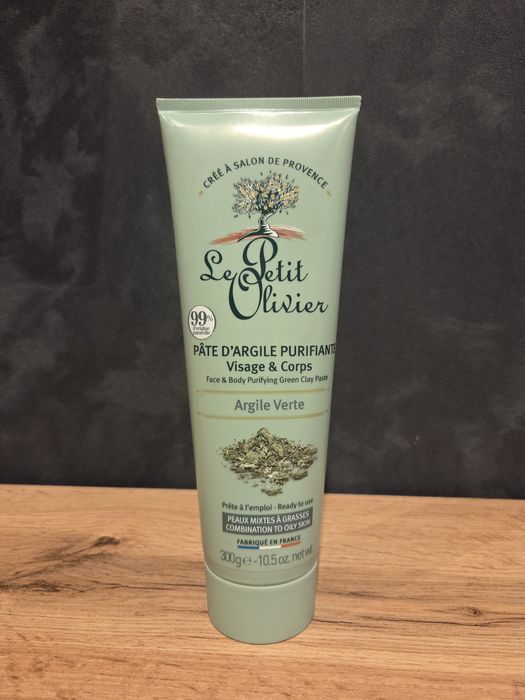 CRÉÉ À SALON DE PROVENCE
Le Petit
Olivier
99%
d'origine
naturelle
PÂTE D'ARGILE PURIFIANTE
Visage & Corps
Face & Body Purifying Green Clay Paste
Argile Verte
Prête à l'emploi - Ready to use
PEAUX MIXTES À GRASSES
COMBINATION TO OILY SKIN
FABRIQUÉ EN FRANCE
300g e - 10.5 oz. net wt.